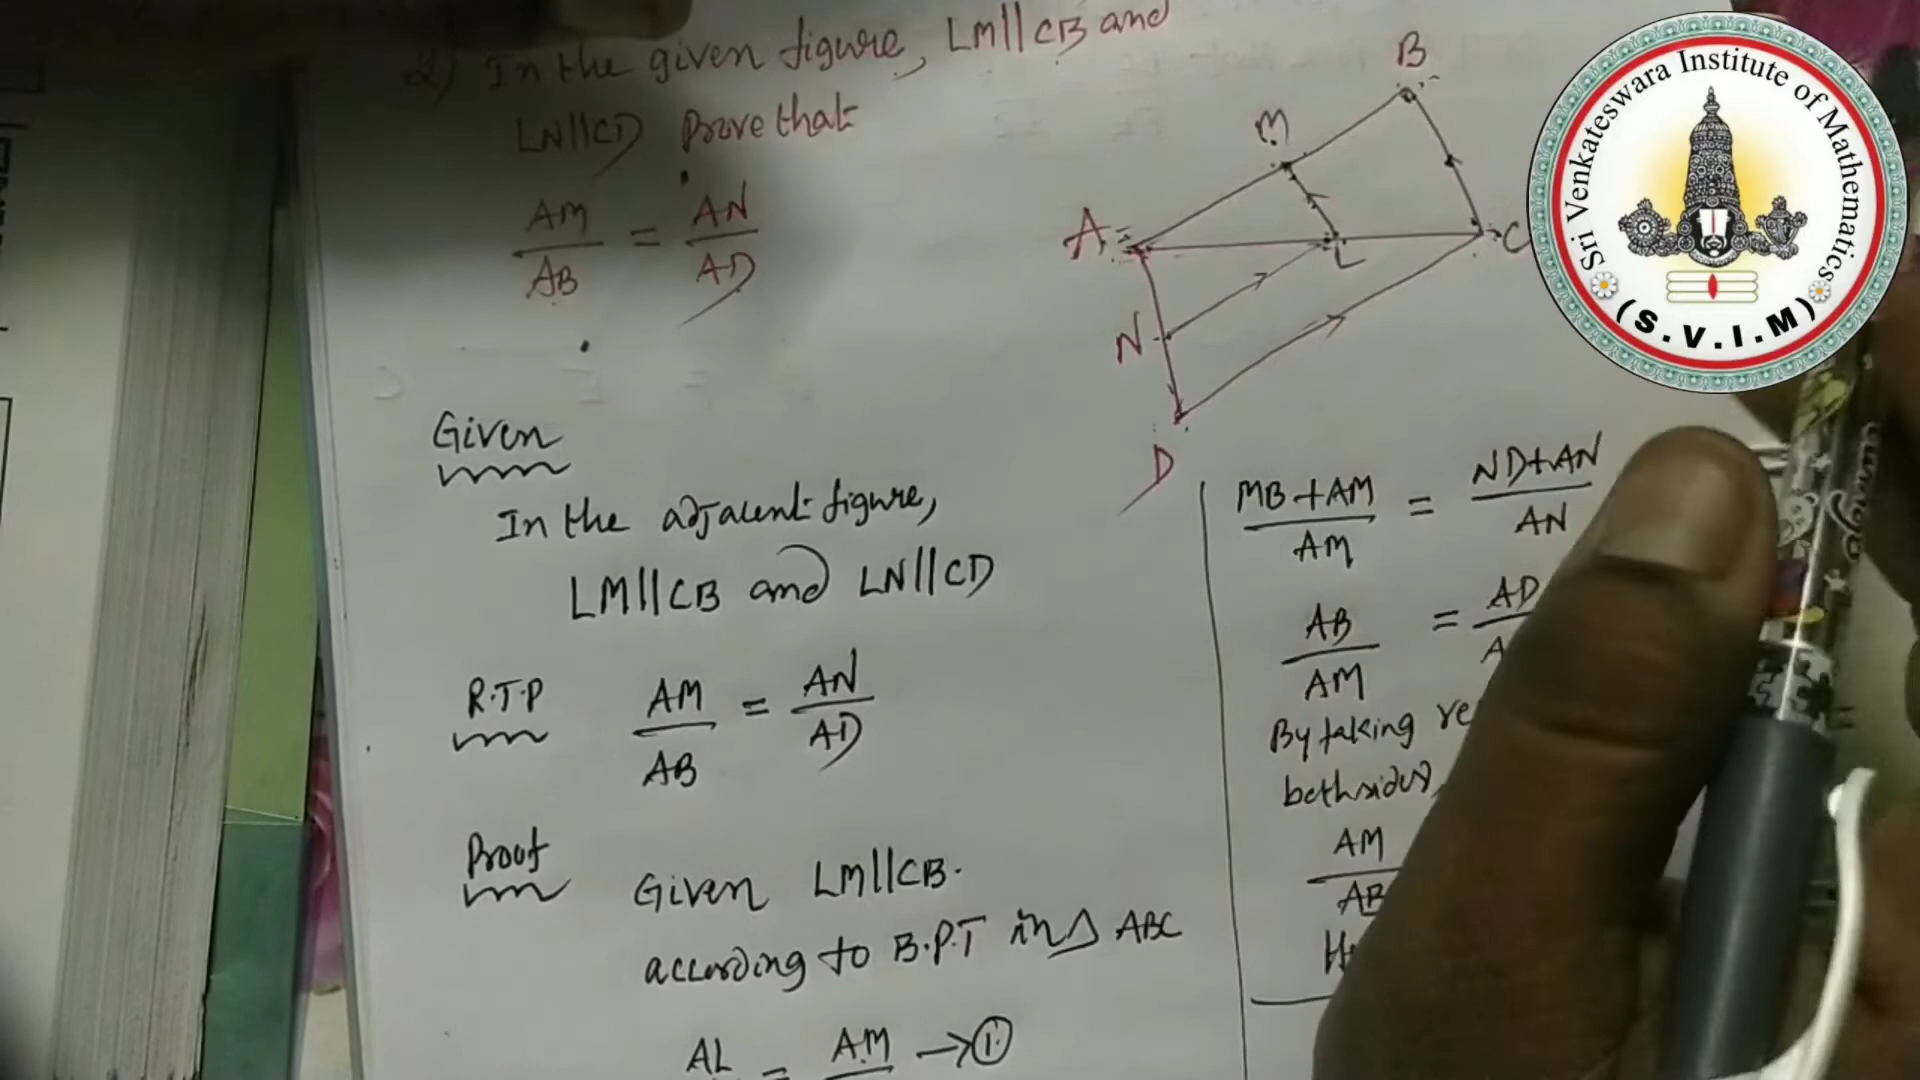 2) In the given figure, LM||CB and
LN||CD Prove that
AM/AB = AN/AD
A
M
B
L
C
N
D
Given
In the adjacent figure,
LM||CB and LN||CD
R.T.P AM/AB = AN/AD
Proof Given LM||CB.
according to B.P.T in Δ ABC
AL = AM → ①
MB+AM/AM = ND+AN/AN
AB/AM = AD
By taking
bothsides,
AM
AB
Sri Venkateswara Institute of Mathematics
(S.V.I.M)